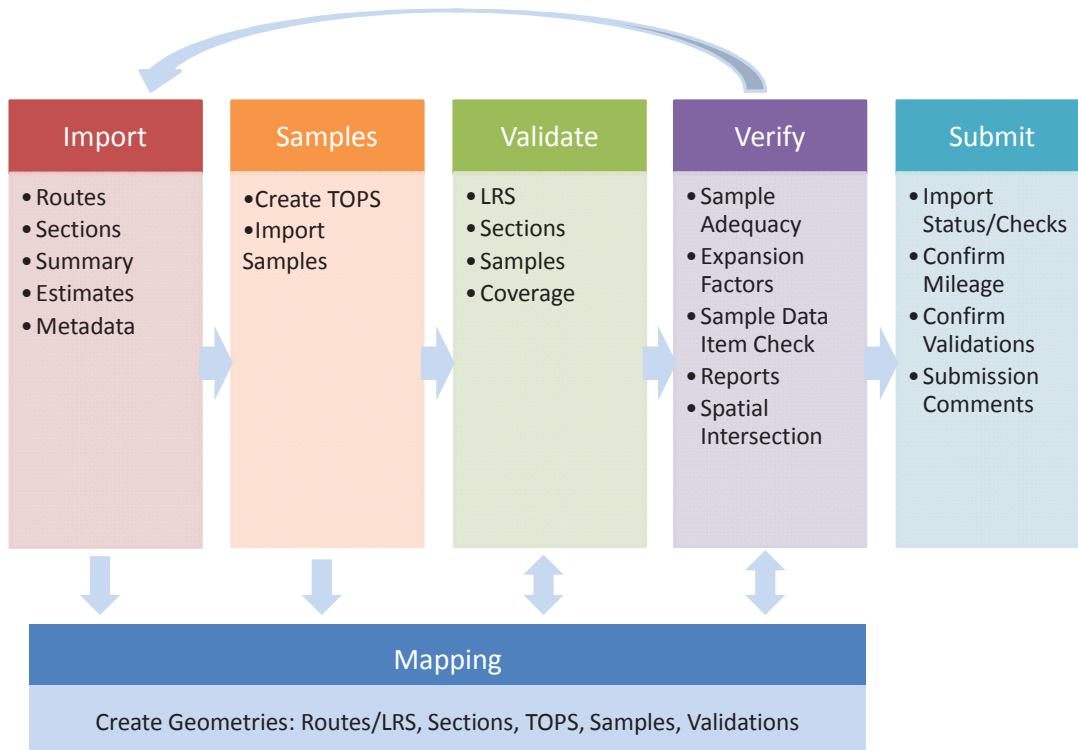 Import
• Routes
• Sections
• Summary
• Estimates
• Metadata
Samples
•Create TOPS
•Import
Samples
Validate
• LRS
• Sections
• Samples
• Coverage
Verify
• Sample
Adequacy
• Expansion
Factors
• Sample Data
Item Check
• Reports
• Spatial
Intersection
Submit
• Import
Status/Checks
• Confirm
Mileage
• Confirm
Validations
• Submission
Comments
Mapping
Create Geometries: Routes/LRS, Sections, TOPS, Samples, Validations